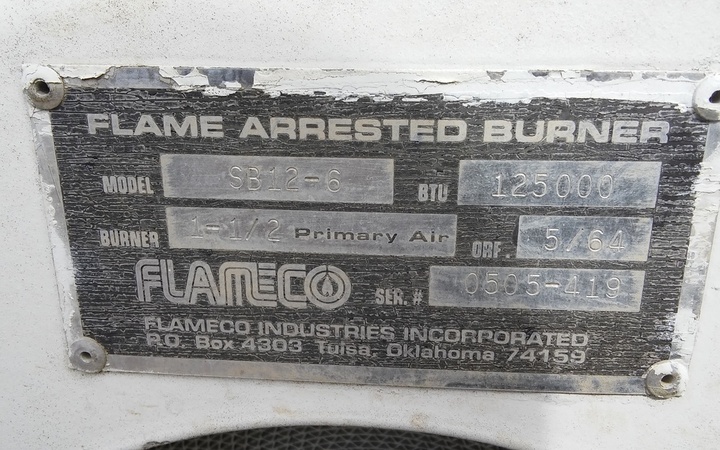 FLAME ARRESTED BURNER
MODEL SB12-6 BTU 125000
BURNER 1-1/2 Primary Air ORF. 5/64
FLAMECO SER. # 0505-419
FLAMECO INDUSTRIES INCORPORATED
P.O. Box 4303 Tulsa, Oklahoma 74159